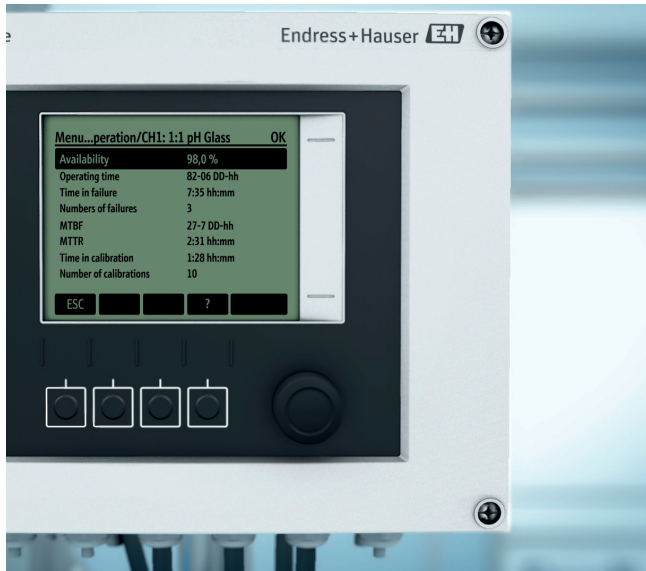 e
Endress+Hauser EH
Menu...peration/CH1: 1:1 pH Glass OK
Availability 98,0 %
Operating time 82-06 DD-hh
Time in failure 7:35 hh:mm
Numbers of failures 3
MTBF 27-7 DD-hh
MTTR 2:31 hh:mm
Time in calibration 1:28 hh:mm
Number of calibrations 10
ESC ?